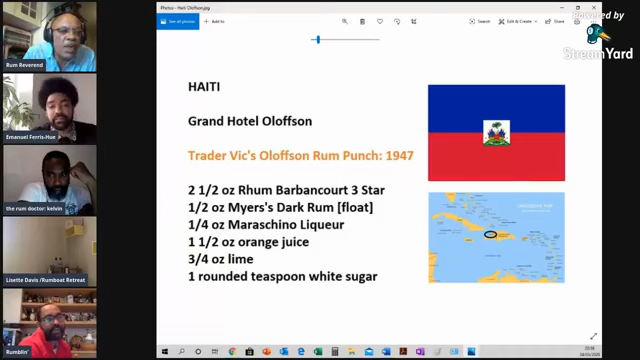 Photos - Haiti Oloffson.jpg
See all photos
Add to
Search
Edit & Create
Share
Powered by
StreamYard
Rum Reverend
Emanuel Ferris-Hue
the rum doctor: kelvin
Lisette Davis /Rumboat Retreat
Rumblin'
HAITI
Grand Hotel Oloffson
Trader Vic's Oloffson Rum Punch: 1947
2 1/2 oz Rhum Barbancourt 3 Star
1/2 oz Myers's Dark Rum [float]
1/4 oz Maraschino Liqueur
1 1/2 oz orange juice
3/4 oz lime
1 rounded teaspoon white sugar